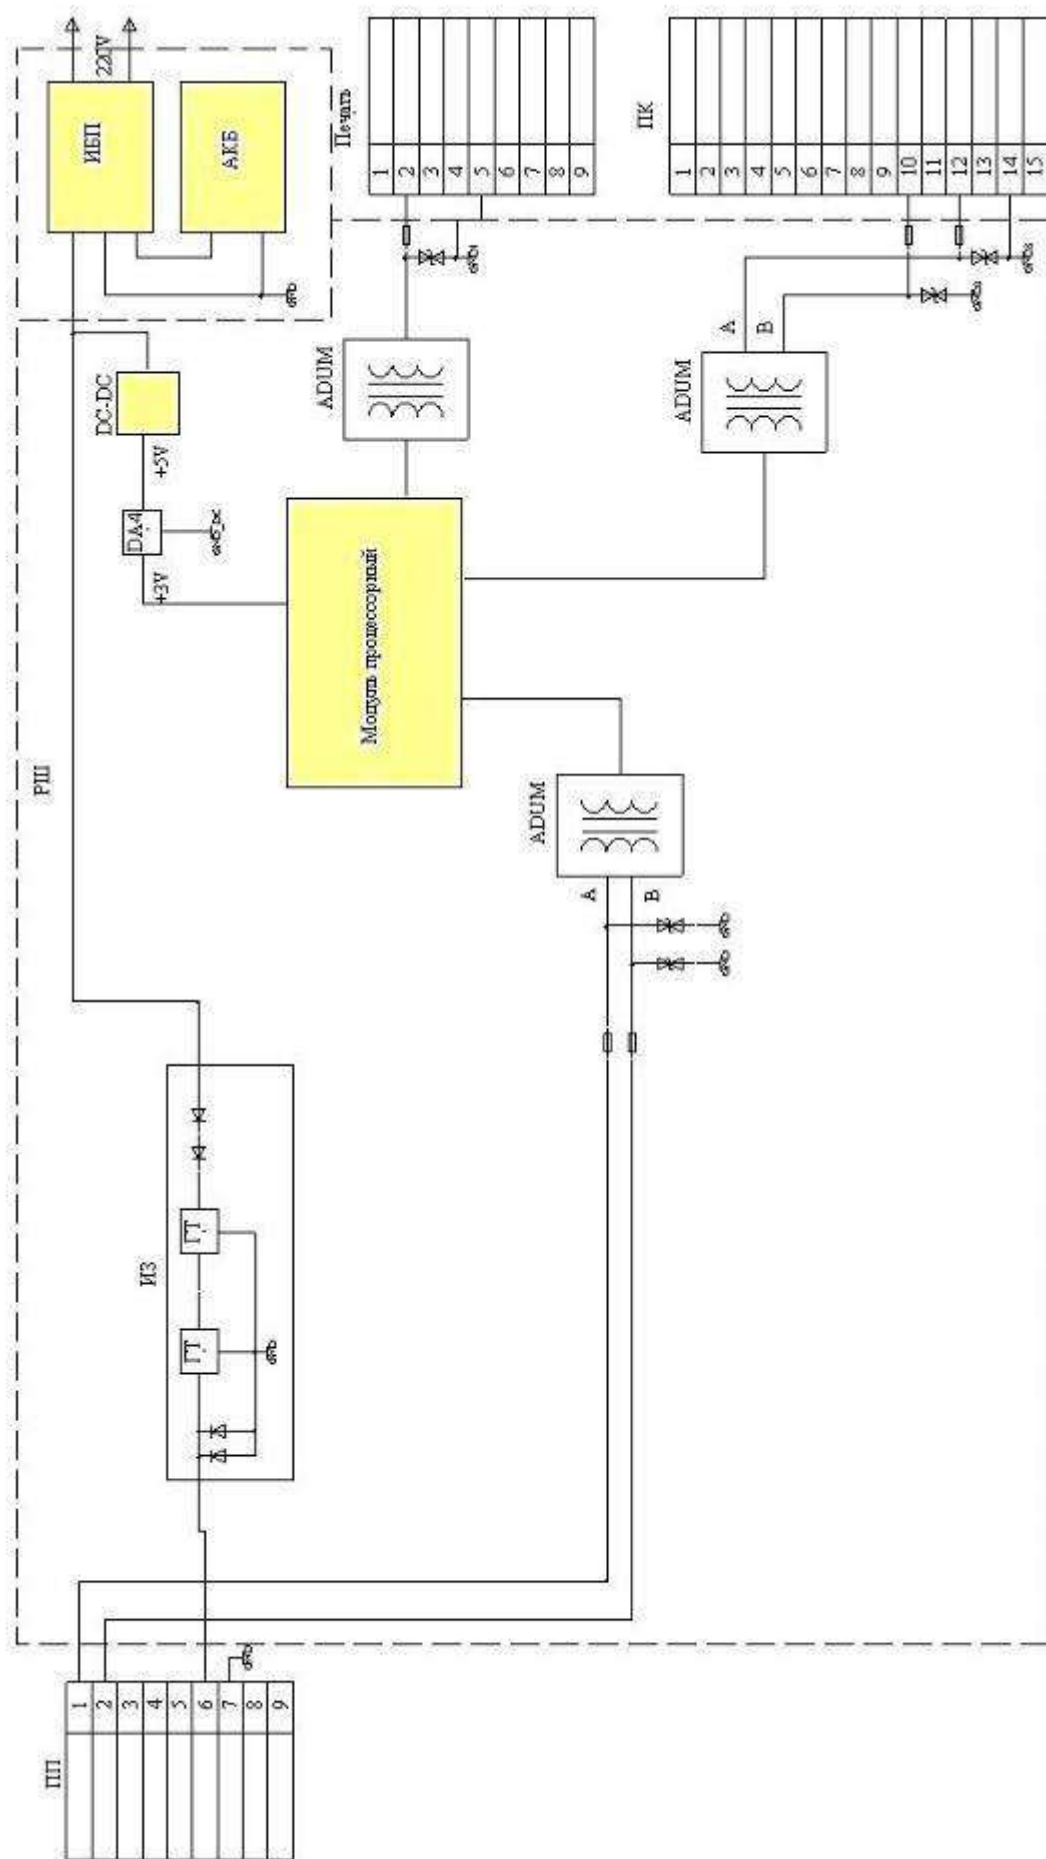 220V
ИБП
АКБ
Печать
1
2
3
4
5
6
7
8
9
ПК
1
2
3
4
5
6
7
8
9
10
11
12
13
14
15
DC-DC
+5V
DA4
+3V
ADUM
A
B
ADUM
Модуль процессорный
РШ
ADUM
A
B
ИЗ
ГТ
ГТ
ПП
1
2
3
4
5
6
7
8
9